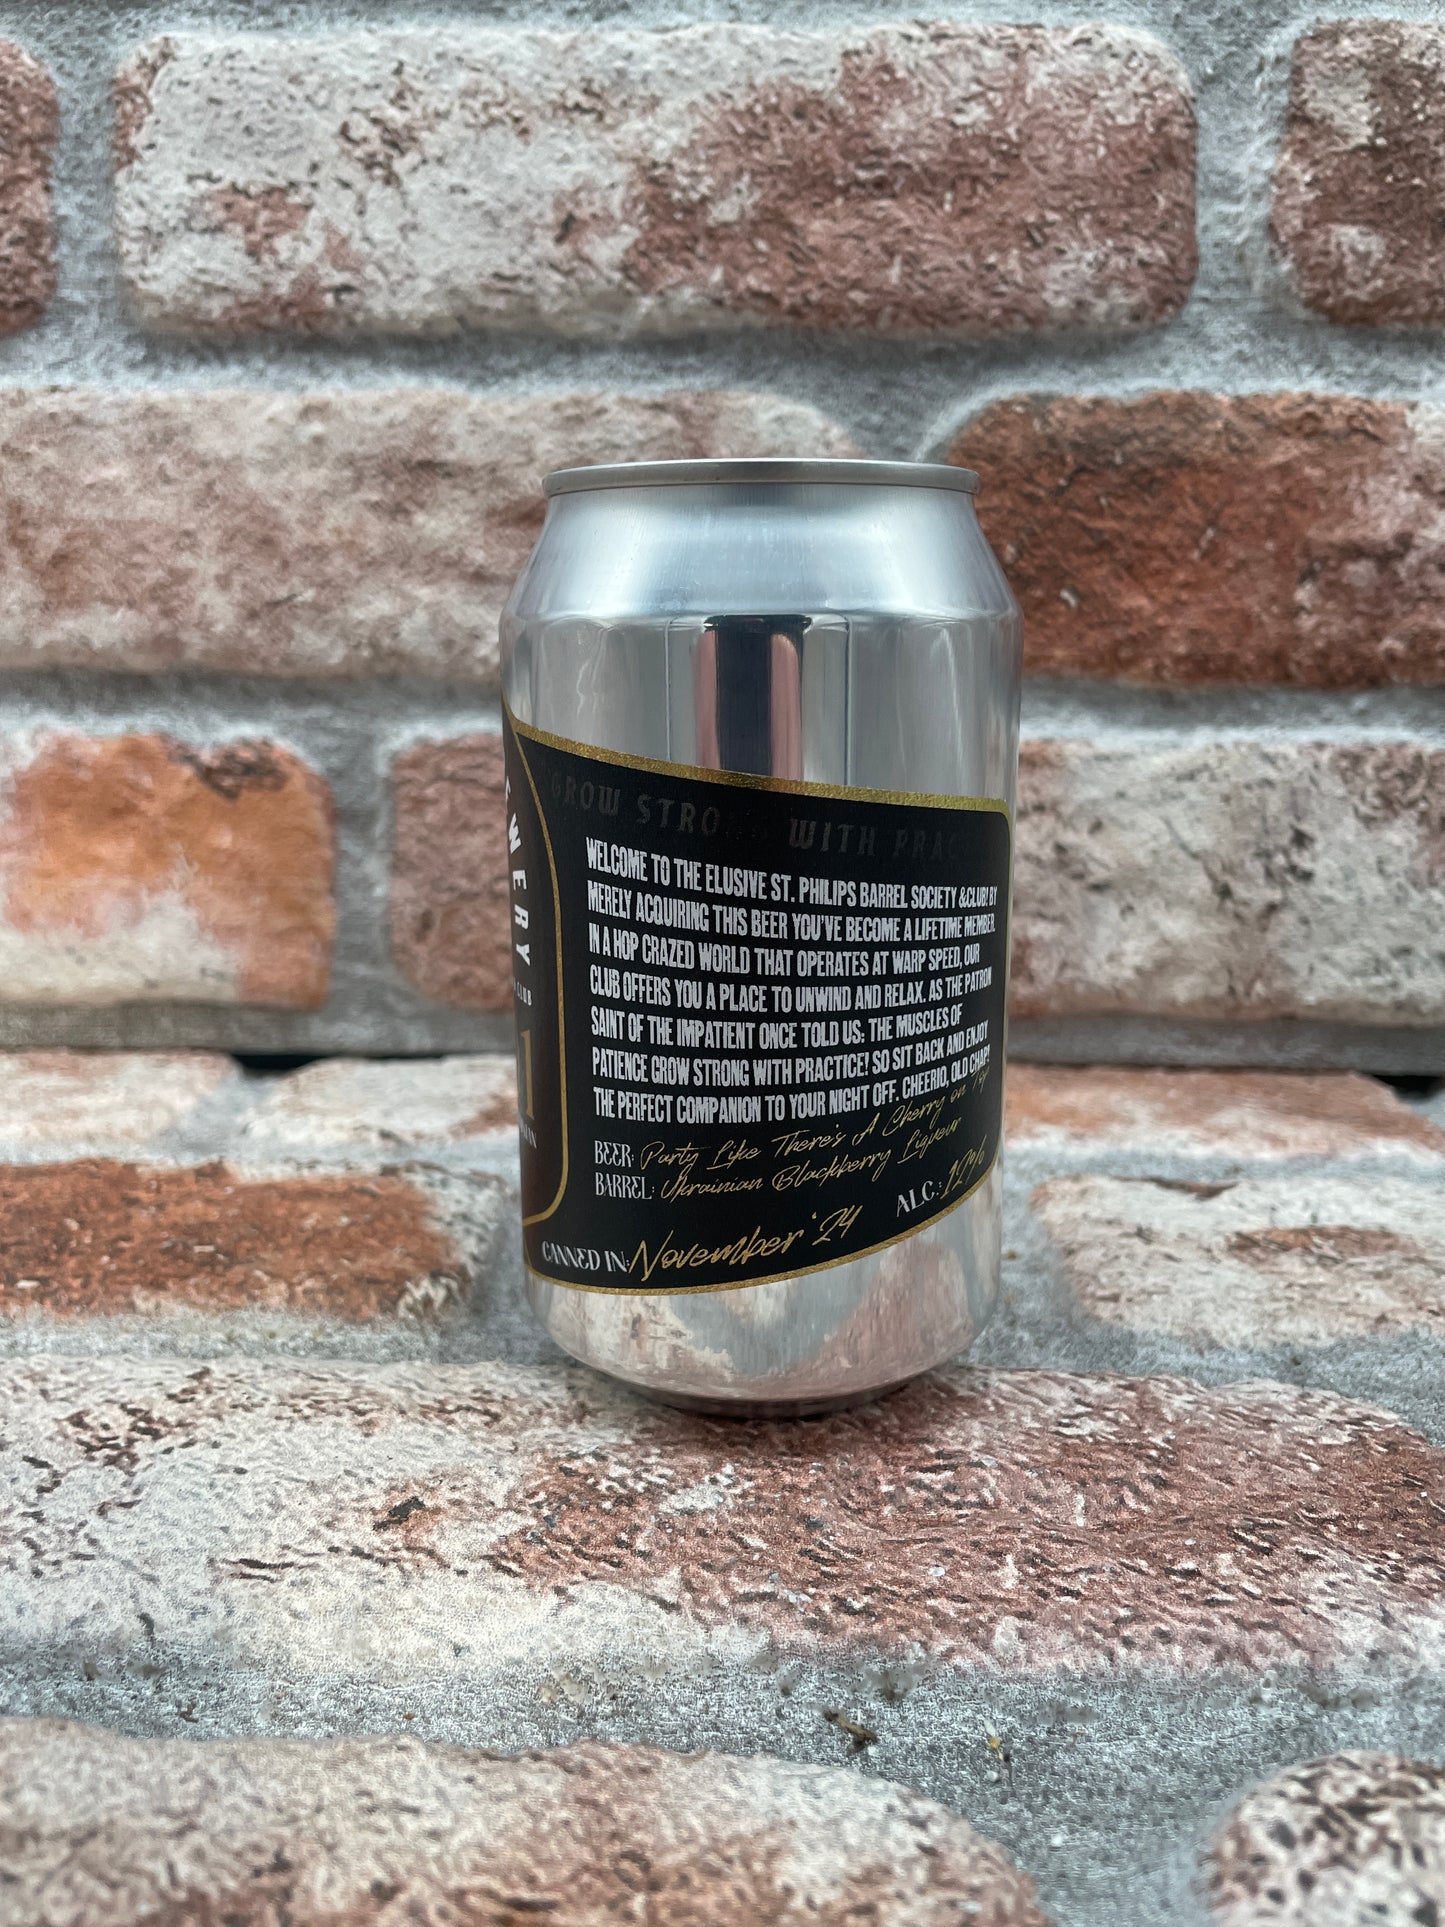 EWERY
CLUB
1
GROW STRONG WITH PRAC
WELCOME TO THE ELUSIVE ST. PHILIPS BARREL SOCIETY &CLUB! BY
MERELY ACQUIRING THIS BEER YOU'VE BECOME A LIFETIME MEMBER.
IN A HOP CRAZED WORLD THAT OPERATES AT WARP SPEED, OUR
CLUB OFFERS YOU A PLACE TO UNWIND AND RELAX. AS THE PATRON
SAINT OF THE IMPATIENT ONCE TOLD US: THE MUSCLES OF
PATIENCE GROW STRONG WITH PRACTICE! SO SIT BACK AND ENJOY
THE PERFECT COMPANION TO YOUR NIGHT OFF. CHEERIO, OLD CHAP!
BEER: Party Like There's A Cherry on Top
BARREL: Ukrainian Blackberry Liqueur
CANNED IN: November '24 ALC.: 12%